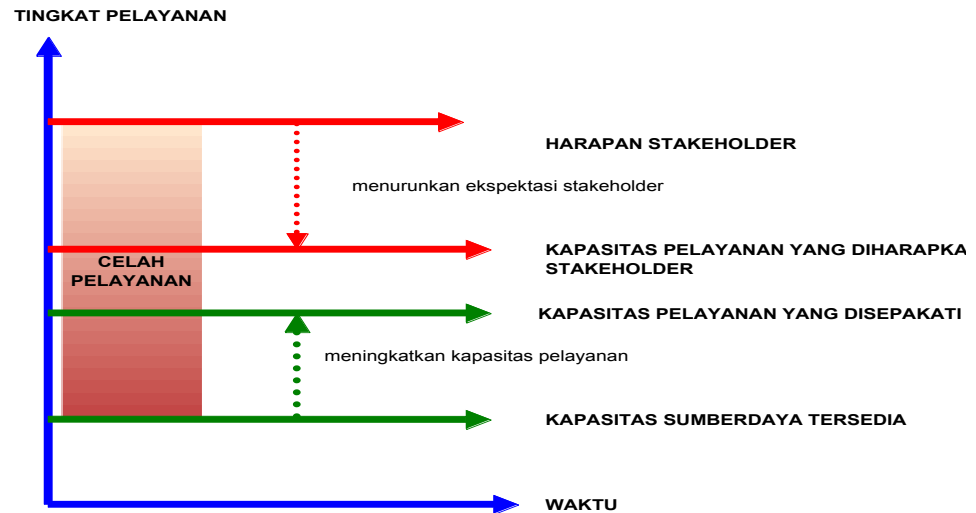 TINGKAT PELAYANAN
HARAPAN STAKEHOLDER
menurunkan ekspektasi stakeholder
KAPASITAS PELAYANAN YANG DIHARAPKA
STAKEHOLDER
CELAH
PELAYANAN
KAPASITAS PELAYANAN YANG DISEPAKATI
meningkatkan kapasitas pelayanan
KAPASITAS SUMBERDAYA TERSEDIA
WAKTU